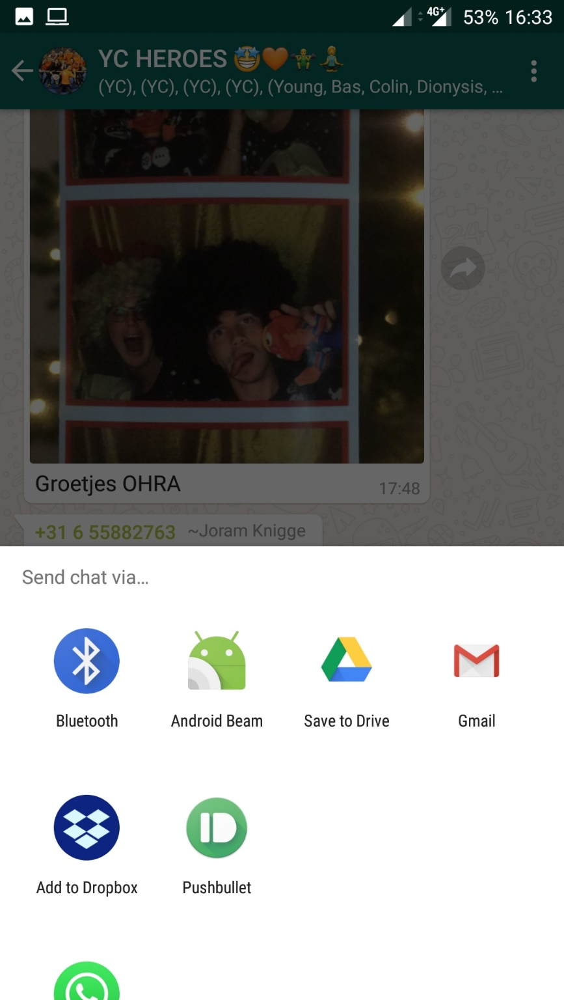 4G+ 53% 16:33
YC HEROES 🤩🧡🏋️‍♀️🧘‍♀️
(YC), (YC), (YC), (YC), (Young, Bas, Colin, Dionysis, ...
Groetjes OHRA
17:48
+31 6 55882763 ~Joram Knigge
Send chat via...
Bluetooth
Android Beam
Save to Drive
Gmail
Add to Dropbox
Pushbullet